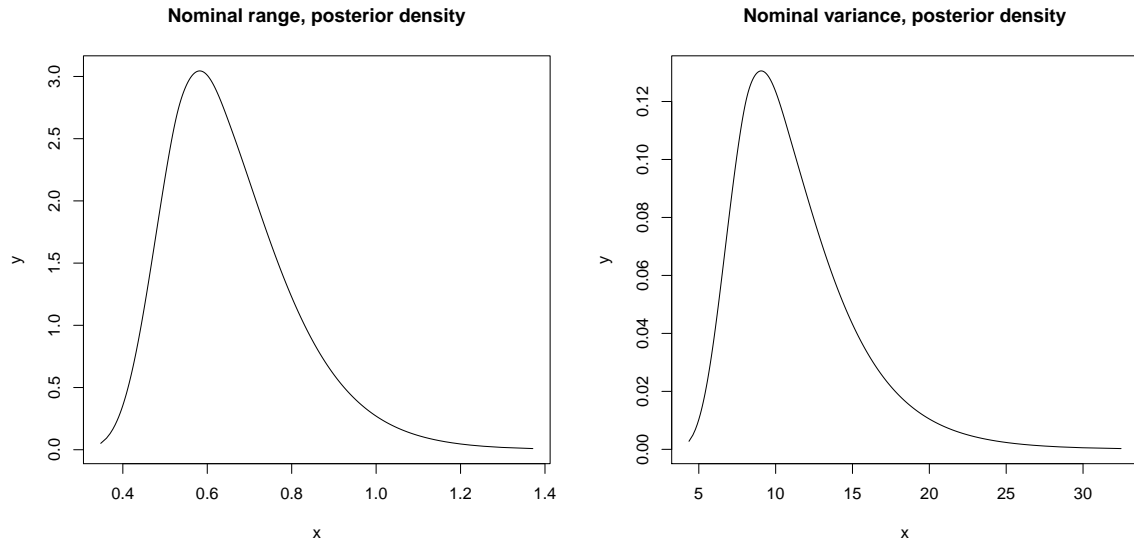 Nominal range, posterior density
y
3.0
2.5
2.0
1.5
1.0
0.5
0.0
0.4 0.6 0.8 1.0 1.2 1.4
x
Nominal variance, posterior density
y
0.12
0.10
0.08
0.06
0.04
0.02
0.00
5 10 15 20 25 30
x